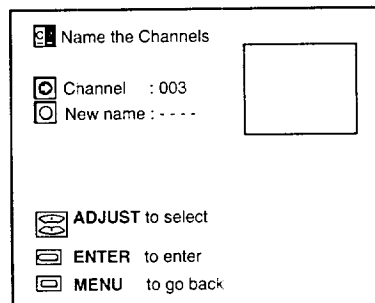 Name the Channels
Channel : 003
New name : - - - -
ADJUST to select
ENTER to enter
MENU to go back